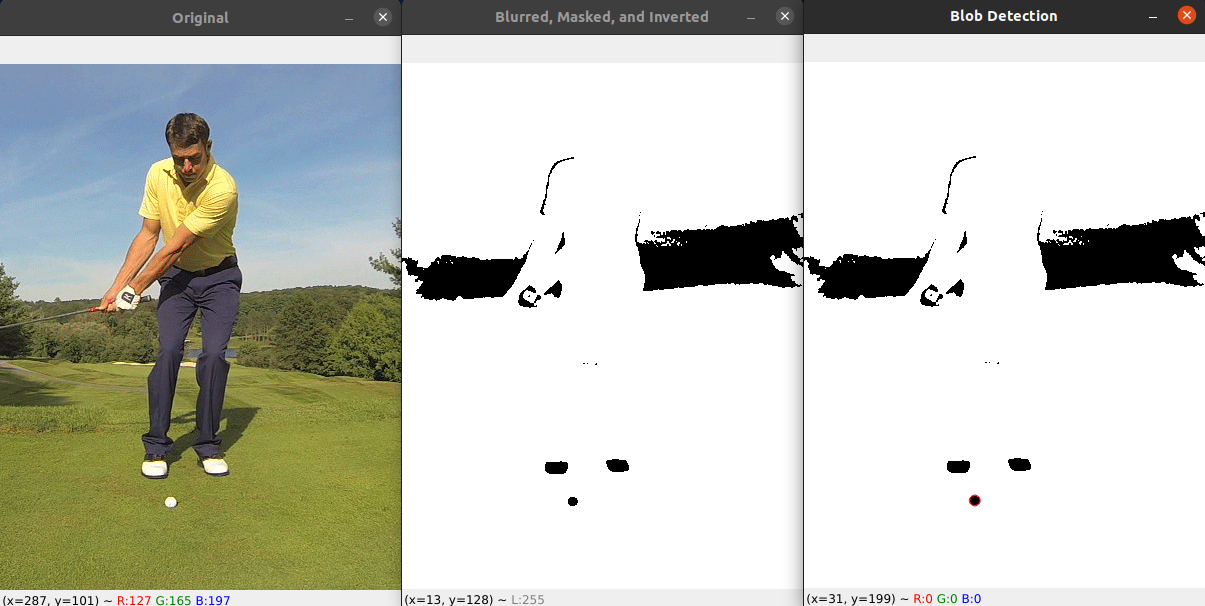 Original
Blurred, Masked, and Inverted
Blob Detection
(x=287, y=101) ~ R:127 G:165 B:197
(x=13, y=128) ~ L:255
(x=31, y=199) ~ R:0 G:0 B:0